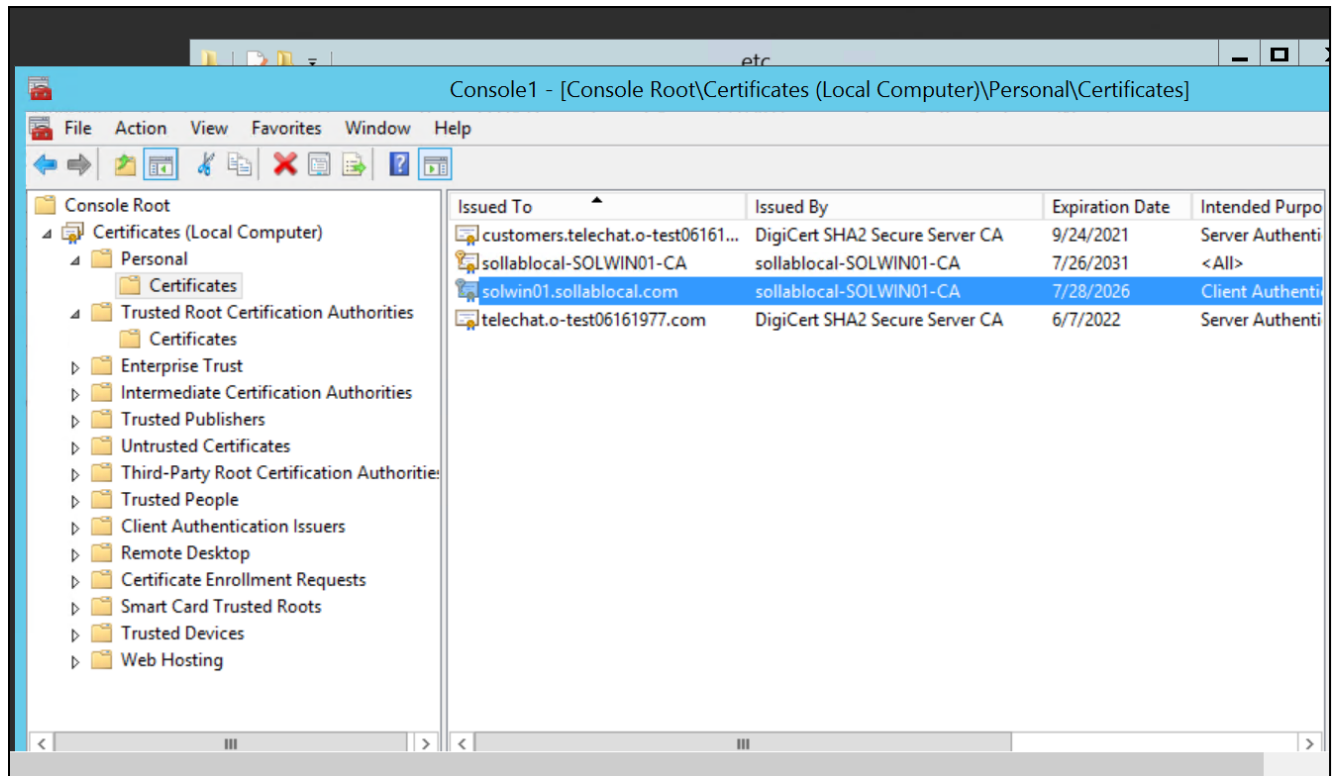 etc
Console1 - [Console Root\Certificates (Local Computer)\Personal\Certificates]
File Action View Favorites Window Help
Console Root
Certificates (Local Computer)
Personal
Certificates
Trusted Root Certification Authorities
Certificates
Enterprise Trust
Intermediate Certification Authorities
Trusted Publishers
Untrusted Certificates
Third-Party Root Certification Authorities
Trusted People
Client Authentication Issuers
Remote Desktop
Certificate Enrollment Requests
Smart Card Trusted Roots
Trusted Devices
Web Hosting
Issued To Issued By Expiration Date Intended Purpo
customers.telechat.o-test06161... DigiCert SHA2 Secure Server CA 9/24/2021 Server Authenti
sollablocal-SOLWIN01-CA sollablocal-SOLWIN01-CA 7/26/2031 <All>
solwin01.sollablocal.com sollablocal-SOLWIN01-CA 7/28/2026 Client Authenti
telechat.o-test06161977.com DigiCert SHA2 Secure Server CA 6/7/2022 Server Authenti